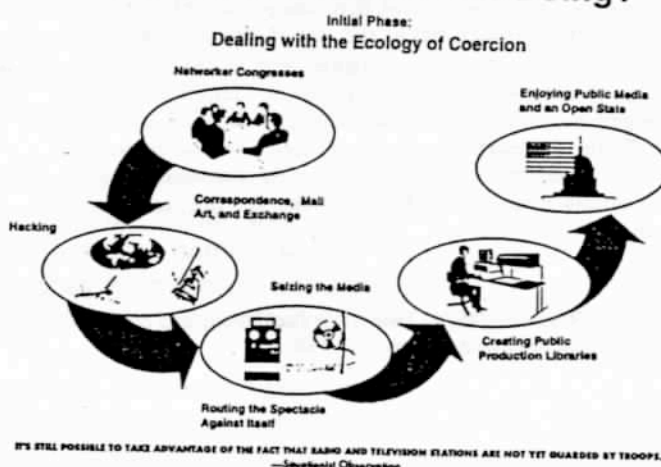 Initial Phase:
Dealing with the Ecology of Coercion
Networker Congresses
Enjoying Public Media
and an Open State
Correspondence, Mail
Art, and Exchange
Hacking
Seizing the Media
Creating Public
Production Libraries
Routing the Spectacle
Against Itself
IT'S STILL POSSIBLE TO TAKE ADVANTAGE OF THE FACT THAT RADIO AND TELEVISION STATIONS ARE NOT YET GUARDED BY TROOPS.